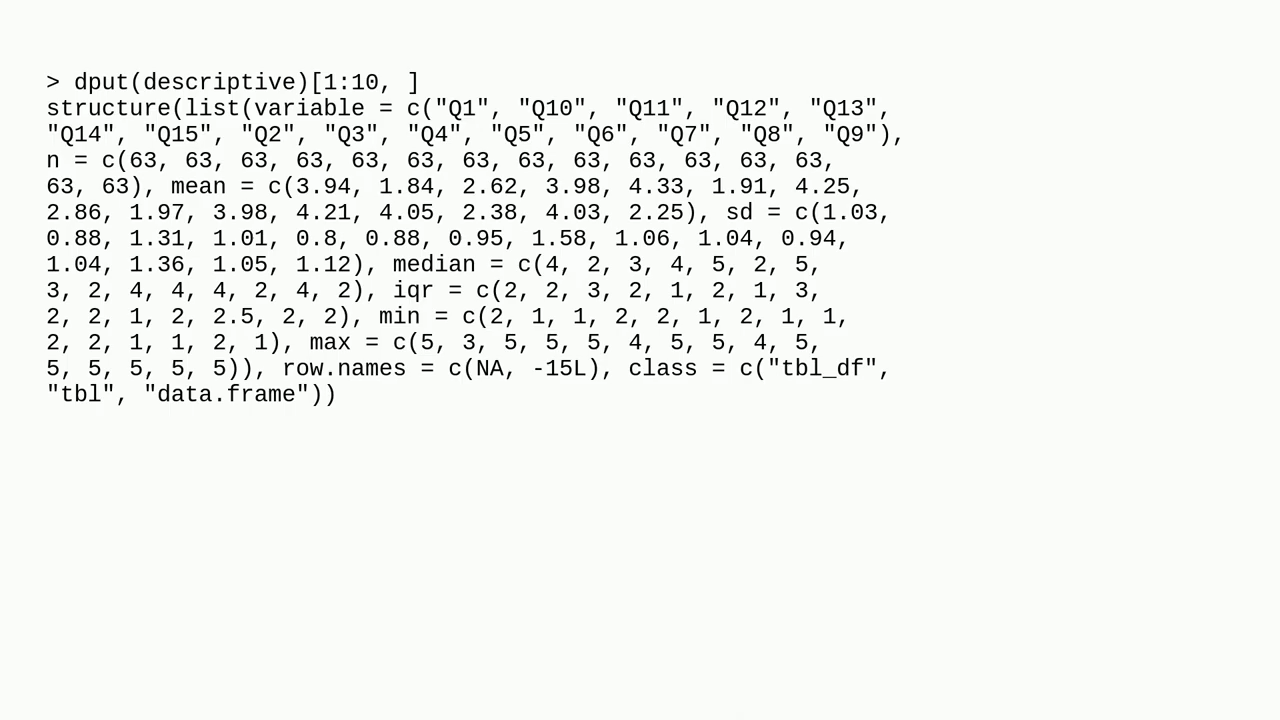 > dput(descriptive)[1:10, ]
structure(list(variable = c("Q1", "Q10", "Q11", "Q12", "Q13",
"Q14", "Q15", "Q2", "Q3", "Q4", "Q5", "Q6", "Q7", "Q8", "Q9"),
n = c(63, 63, 63, 63, 63, 63, 63, 63, 63, 63, 63, 63, 63,
63, 63), mean = c(3.94, 1.84, 2.62, 3.98, 4.33, 1.91, 4.25,
2.86, 1.97, 3.98, 4.21, 4.05, 2.38, 4.03, 2.25), sd = c(1.03,
0.88, 1.31, 1.01, 0.8, 0.88, 0.95, 1.58, 1.06, 1.04, 0.94,
1.04, 1.36, 1.05, 1.12), median = c(4, 2, 3, 4, 5, 2, 5,
3, 2, 4, 4, 4, 2, 4, 2), iqr = c(2, 2, 3, 2, 1, 2, 1, 3,
2, 2, 1, 2, 2.5, 2, 2), min = c(2, 1, 1, 2, 2, 1, 2, 1, 1,
2, 2, 1, 1, 2, 1), max = c(5, 3, 5, 5, 5, 4, 5, 5, 4, 5,
5, 5, 5, 5, 5)), row.names = c(NA, -15L), class = c("tbl_df",
"tbl", "data.frame"))